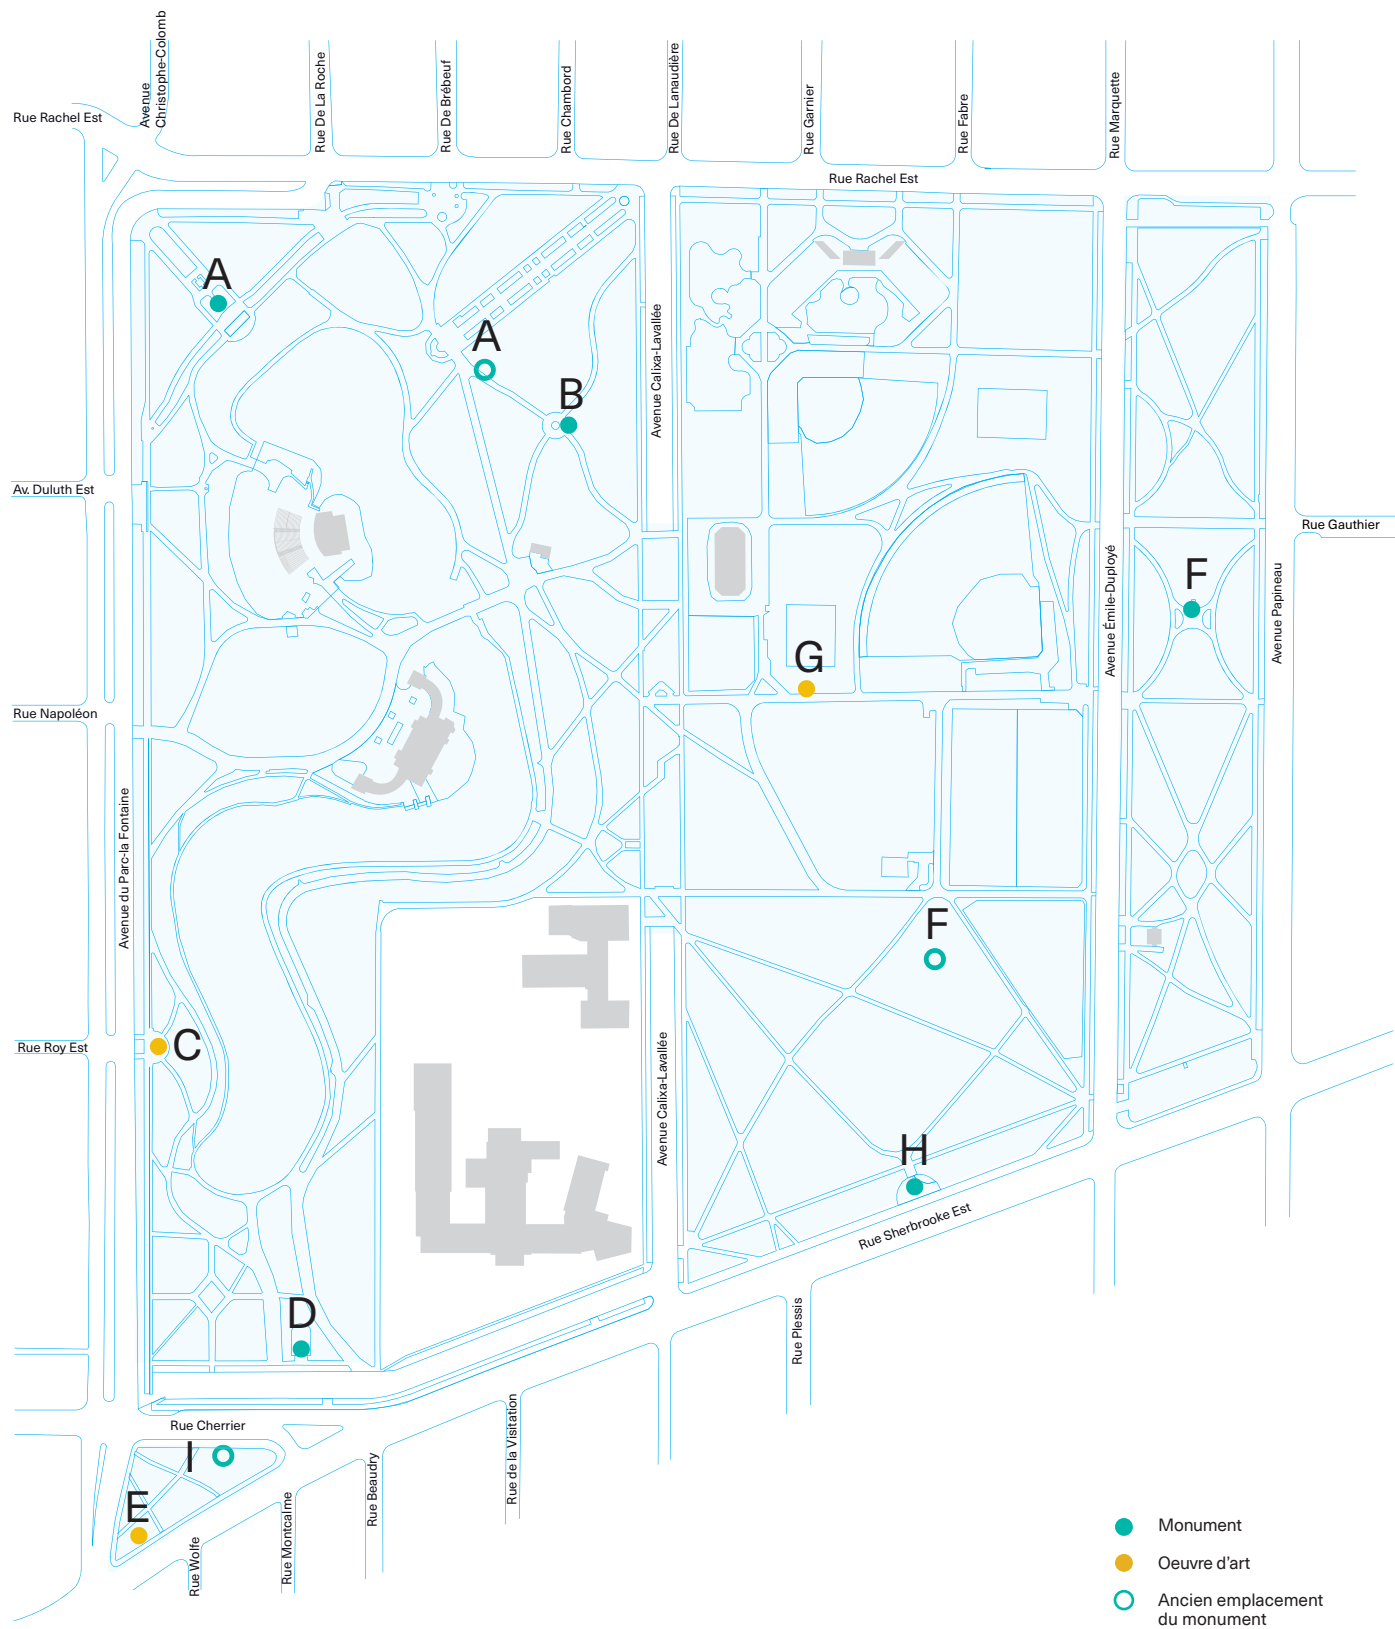 Avenue
Christophe-Colomb
Rue De La Roche
Rue De Brébeuf
Rue Chambord
Rue De Lanaudière
Rue Garnier
Rue Fabre
Rue Marquette
Rue Rachel Est
Rue Rachel Est
A
A
B
Avenue Calixa-Lavallée
Av. Duluth Est
Rue Gauthier
Avenue Émile-Duployé
F
Avenue Papineau
G
Rue Napoléon
Avenue du Parc-la Fontaine
F
C
Rue Roy Est
Avenue Calixa-Lavallée
H
Rue Sherbrooke Est
D
Rue Plessis
Rue Cherrier
I
E
Rue de la Visitation
Rue Beaudry
Rue Montcalme
Rue Wolfe
Monument
Oeuvre d'art
Ancien emplacement
du monument